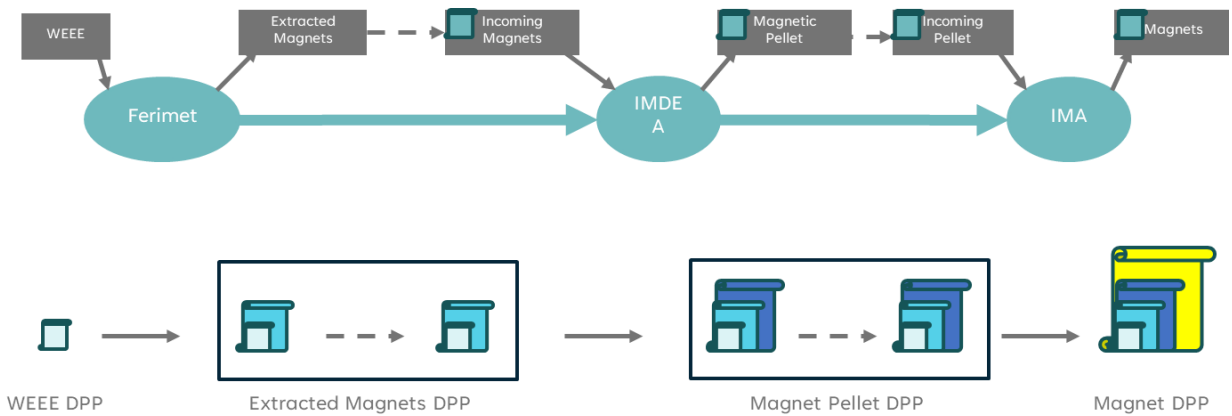 WEEE
Extracted
Magnets
Incoming
Magnets
Magnetic
Pellet
Incoming
Pellet
Magnets
Ferimet
IMDE
A
IMA
WEEE DPP
Extracted Magnets DPP
Magnet Pellet DPP
Magnet DPP